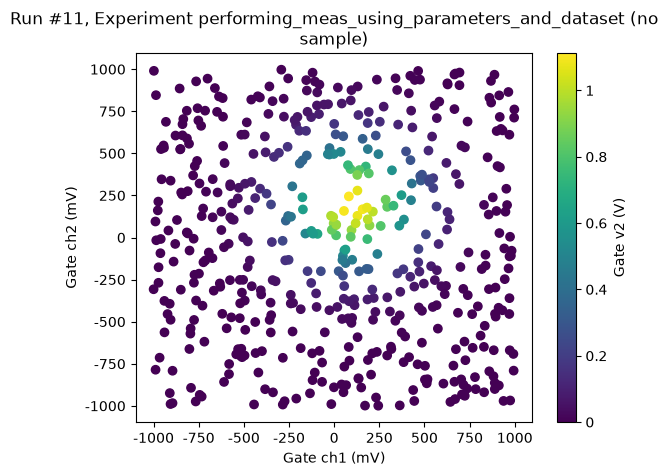 Run #11, Experiment performing_meas_using_parameters_and_dataset (no
sample)
1000
750
500
250
0
-250
-500
-750
-1000
Gate ch2 (mV)
-1000 -750 -500 -250 0 250 500 750 1000
Gate ch1 (mV)
1
0.8
0.6
0.4
0.2
0
Gate v2 (V)